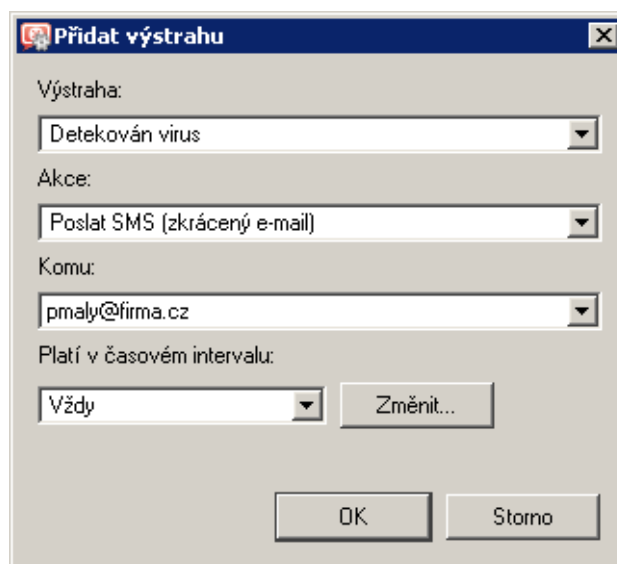 Přidat výstrahu
Výstraha:
Detekován virus
Akce:
Poslat SMS (zkrácený e-mail)
Komu:
pmaly@firma.cz
Platí v časovém intervalu:
Vždy
Změnit...
OK
Storno